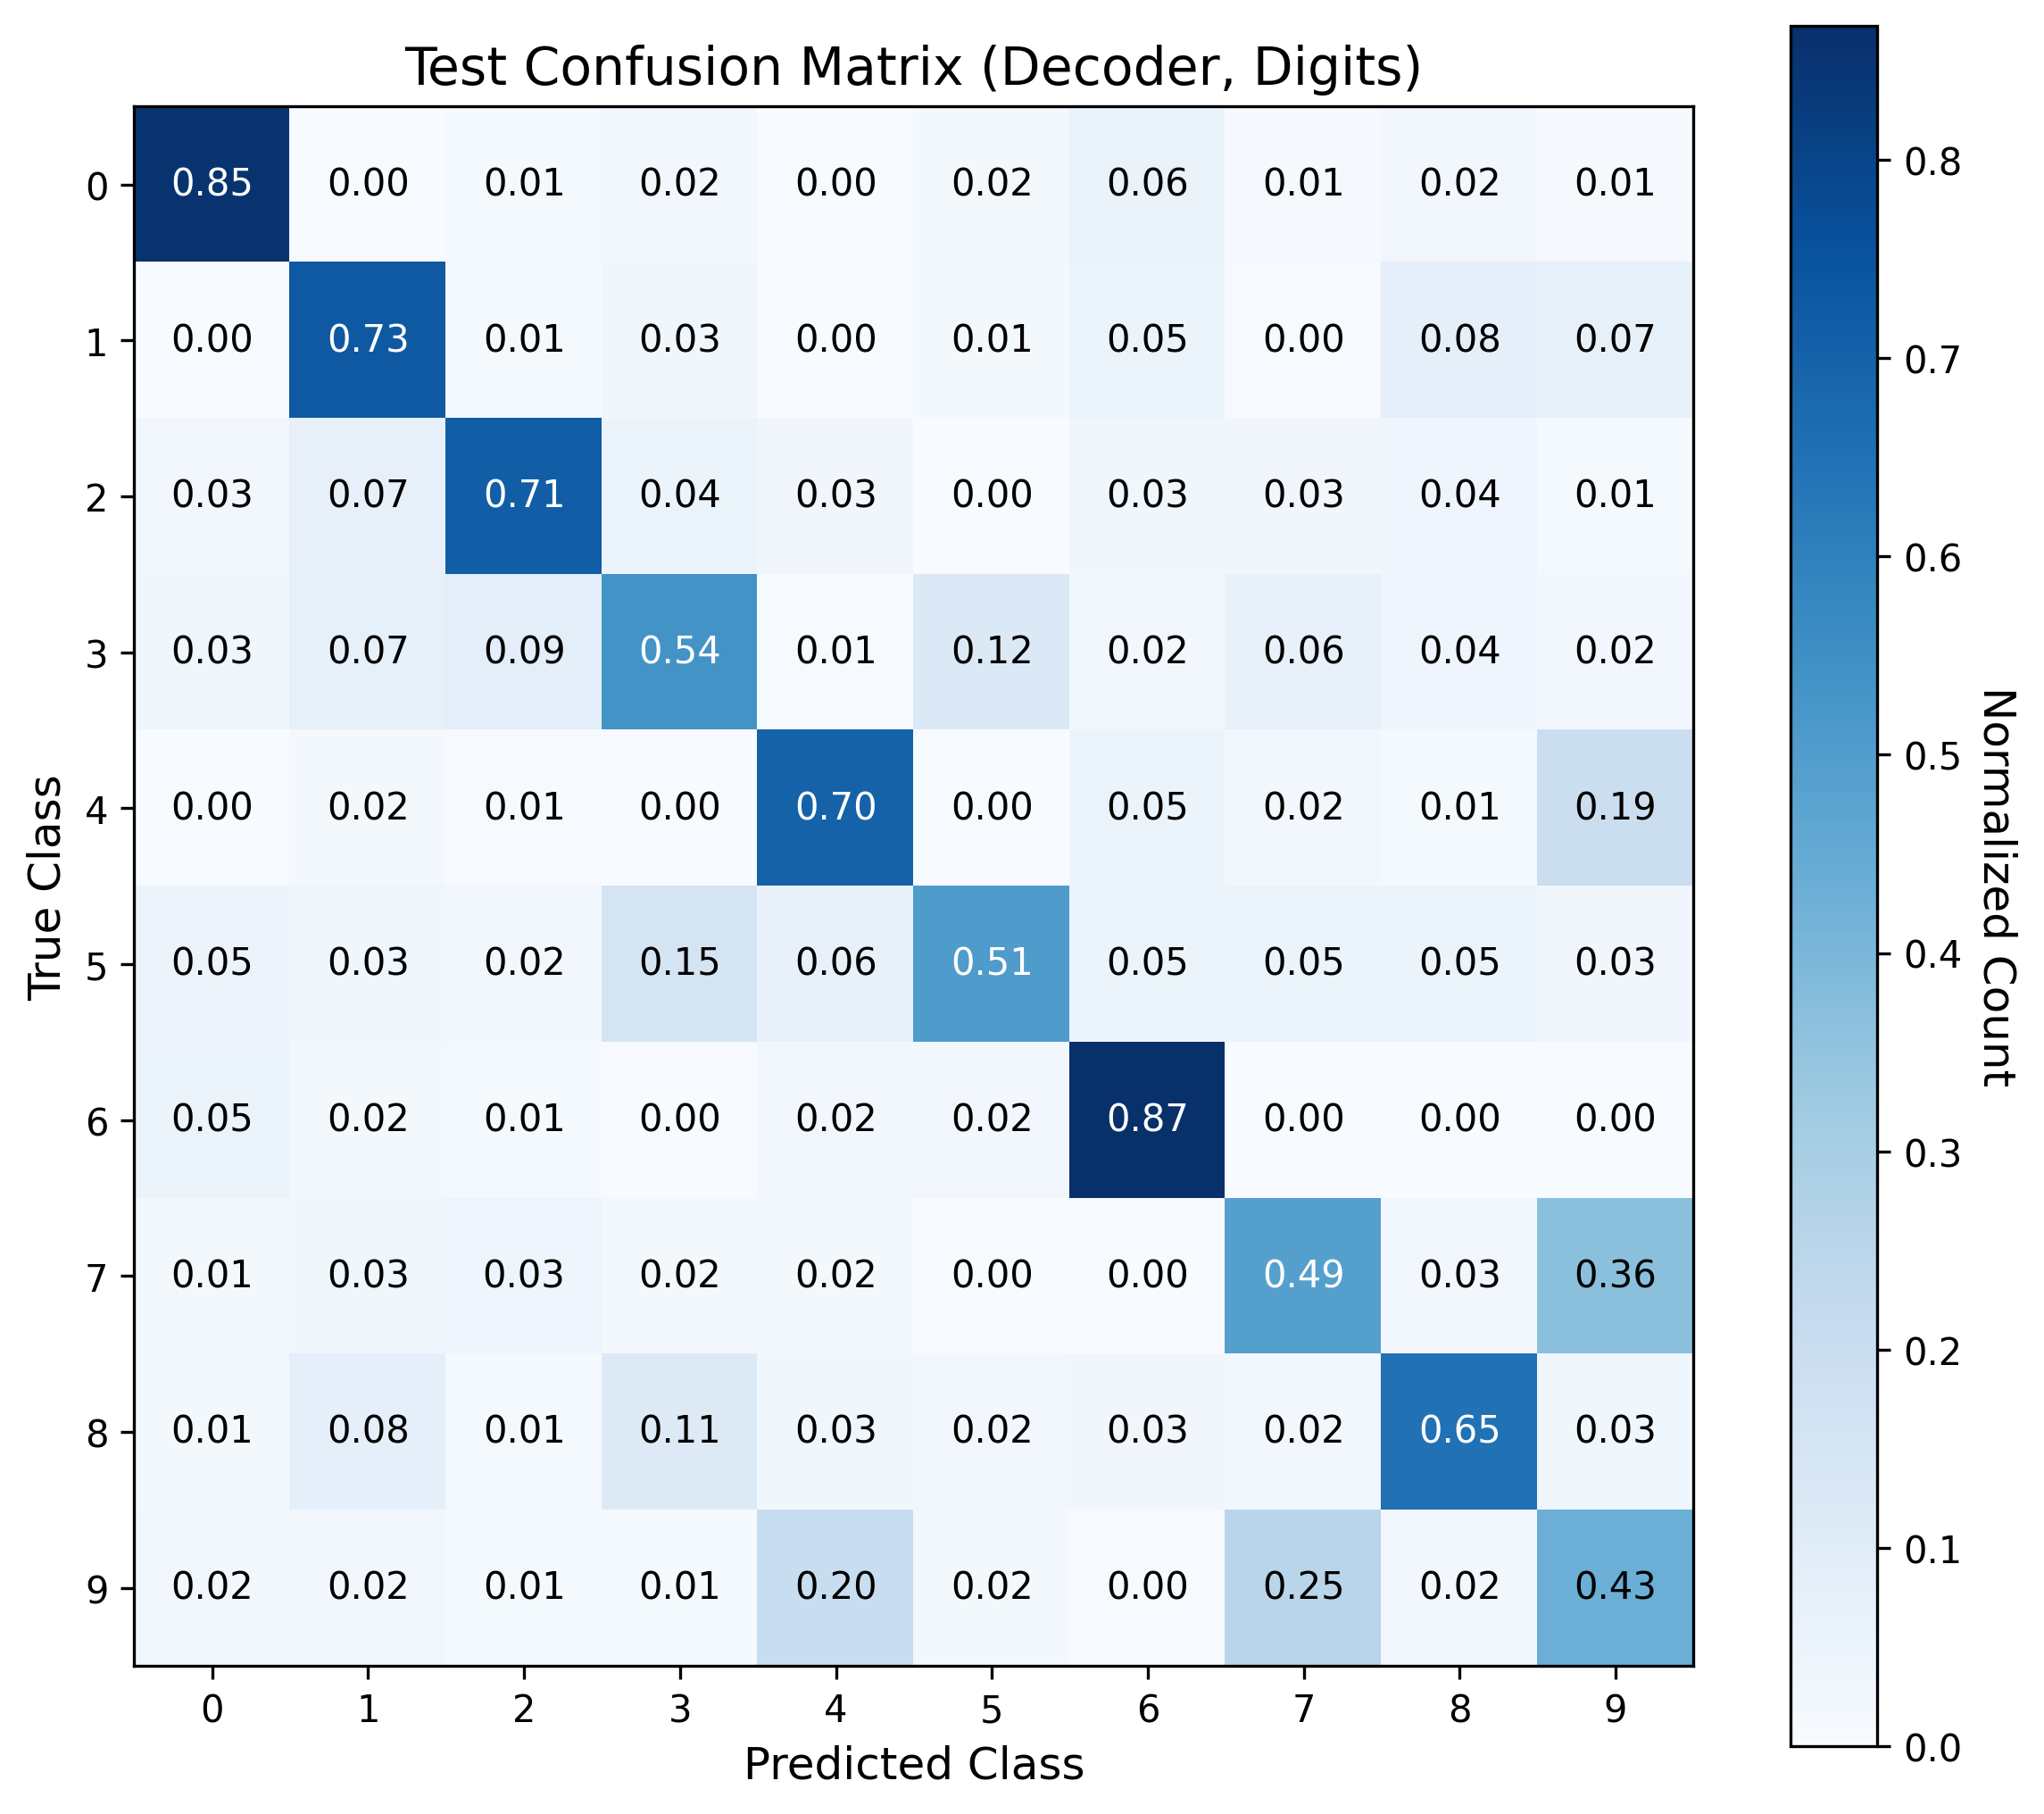 Test Confusion Matrix (Decoder, Digits)
0 0.85 0.00 0.01 0.02 0.00 0.02 0.06 0.01 0.02 0.01
1 0.00 0.73 0.01 0.03 0.00 0.01 0.05 0.00 0.08 0.07
2 0.03 0.07 0.71 0.04 0.03 0.00 0.03 0.03 0.04 0.01
3 0.03 0.07 0.09 0.54 0.01 0.12 0.02 0.06 0.04 0.02
4 0.00 0.02 0.01 0.00 0.70 0.00 0.05 0.02 0.01 0.19
5 0.05 0.03 0.02 0.15 0.06 0.51 0.05 0.05 0.05 0.03
6 0.05 0.02 0.01 0.00 0.02 0.02 0.87 0.00 0.00 0.00
7 0.01 0.03 0.03 0.02 0.02 0.00 0.00 0.49 0.03 0.36
8 0.01 0.08 0.01 0.11 0.03 0.02 0.03 0.02 0.65 0.03
9 0.02 0.02 0.01 0.01 0.20 0.02 0.00 0.25 0.02 0.43
0 1 2 3 4 5 6 7 8 9
Predicted Class
True Class
0.8
0.7
0.6
0.5
0.4
0.3
0.2
0.1
0.0
Normalized Count